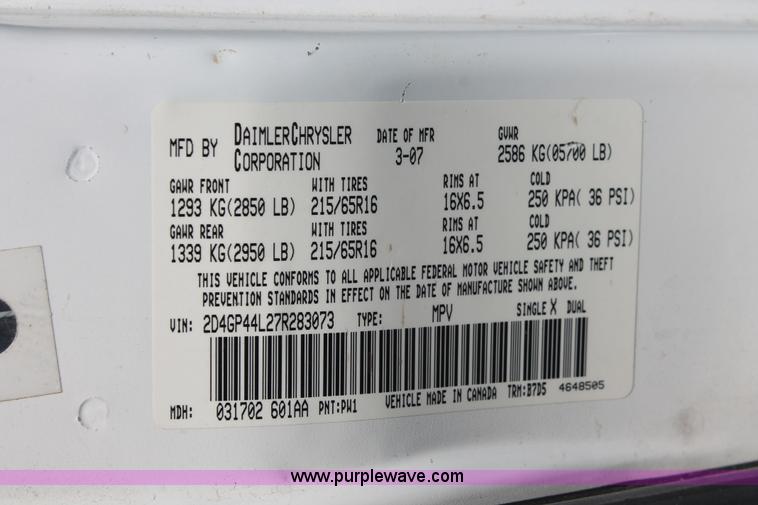 MFD BY DAIMLERCHRYSLER CORPORATION DATE OF MFR 3-07 GVWR 2586 KG(05700 LB)
GAWR FRONT WITH TIRES RIMS AT COLD
1293 KG(2850 LB) 215/65R16 16X6.5 250 KPA( 36 PSI)
GAWR REAR WITH TIRES RIMS AT COLD
1339 KG(2950 LB) 215/65R16 16X6.5 250 KPA( 36 PSI)
THIS VEHICLE CONFORMS TO ALL APPLICABLE FEDERAL MOTOR VEHICLE SAFETY AND THEFT
PREVENTION STANDARDS IN EFFECT ON THE DATE OF MANUFACTURE SHOWN ABOVE.
VIN: 2D4GP44L27R283073 TYPE: MPV SINGLE X DUAL
MDH: 031702 601AA PNT:PW1 VEHICLE MADE IN CANADA TRM:B7D5 4648505
www.purplewave.com